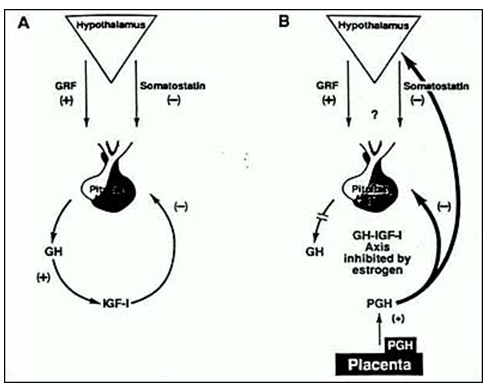 A
Hypothalamus
GRF
(+)
Somatostatin
(−)
GH
(+)
IGF-I
(−)
B
Hypothalamus
GRF
(+)
?
Somatostatin
(−)
GH
GH-IGF-I
Axis
inhibited by
estrogen
(−)
PGH
(+)
PGH
Placenta